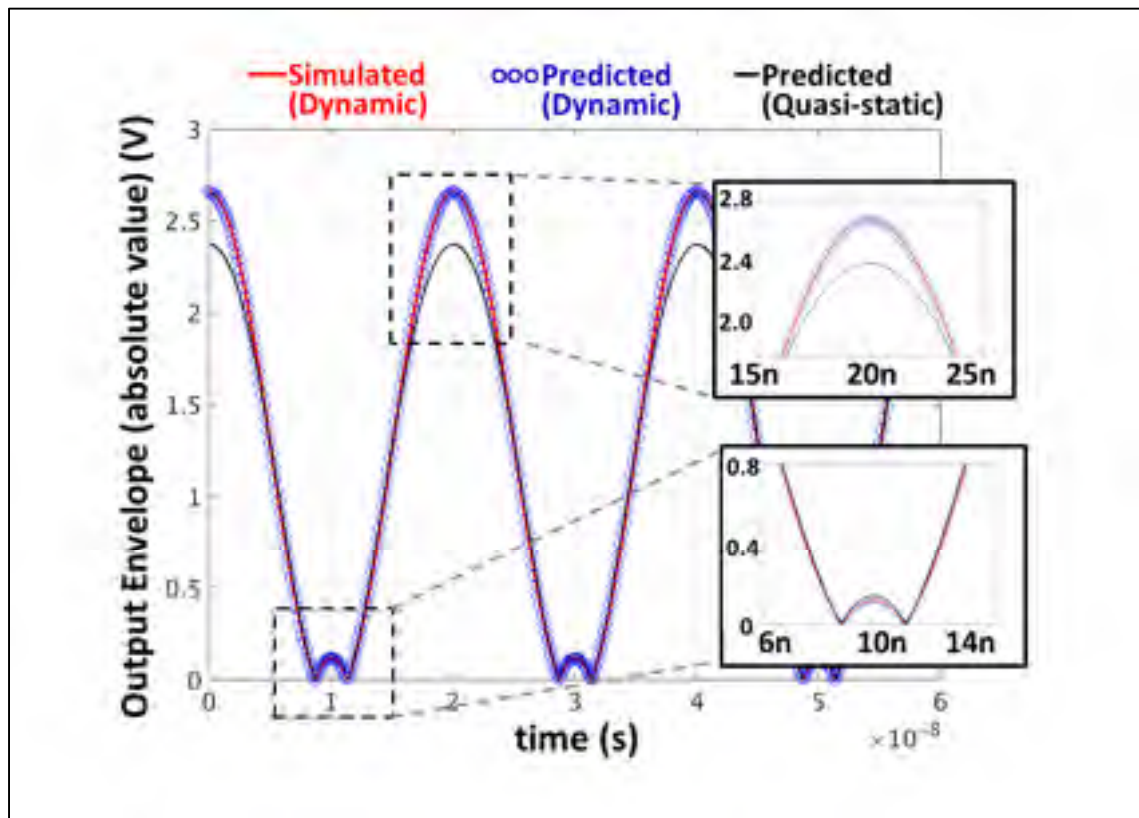 Simulated
(Dynamic)
oooPredicted
(Dynamic)
Predicted
(Quasi-static)
Output Envelope (absolute value) (V)
3
2.5
2
1.5
1
0.5
0
0
1
2
3
4
5
6
×10⁻⁸
time (s)
2.8
2.4
2.0
15n
20n
25n
0.8
0.4
0
6n
10n
14n